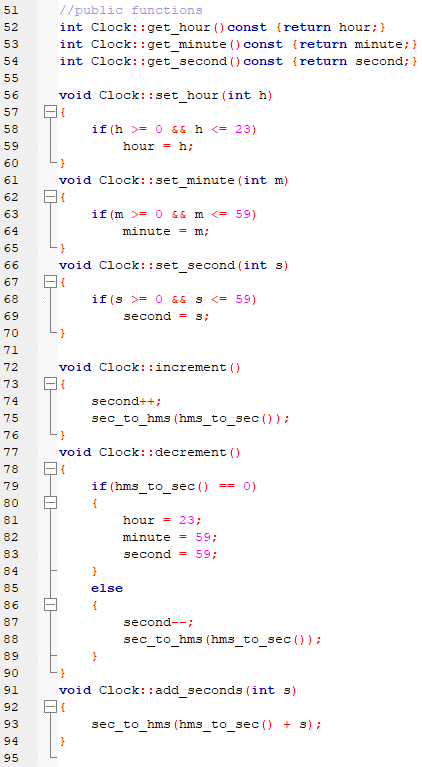 51 //public functions
52 int Clock::get_hour()const {return hour;}
53 int Clock::get_minute()const {return minute;}
54 int Clock::get_second()const {return second;}
55
56 void Clock::set_hour(int h)
57 {
58 if(h >= 0 && h <= 23)
59 hour = h;
60 }
61 void Clock::set_minute(int m)
62 {
63 if(m >= 0 && m <= 59)
64 minute = m;
65 }
66 void Clock::set_second(int s)
67 {
68 if(s >= 0 && s <= 59)
69 second = s;
70 }
71
72 void Clock::increment()
73 {
74 second++;
75 sec_to_hms(hms_to_sec());
76 }
77 void Clock::decrement()
78 {
79 if(hms_to_sec() == 0)
80 {
81 hour = 23;
82 minute = 59;
83 second = 59;
84 }
85 else
86 {
87 second--;
88 sec_to_hms(hms_to_sec());
89 }
90 }
91 void Clock::add_seconds(int s)
92 {
93 sec_to_hms(hms_to_sec() + s);
94 }
95